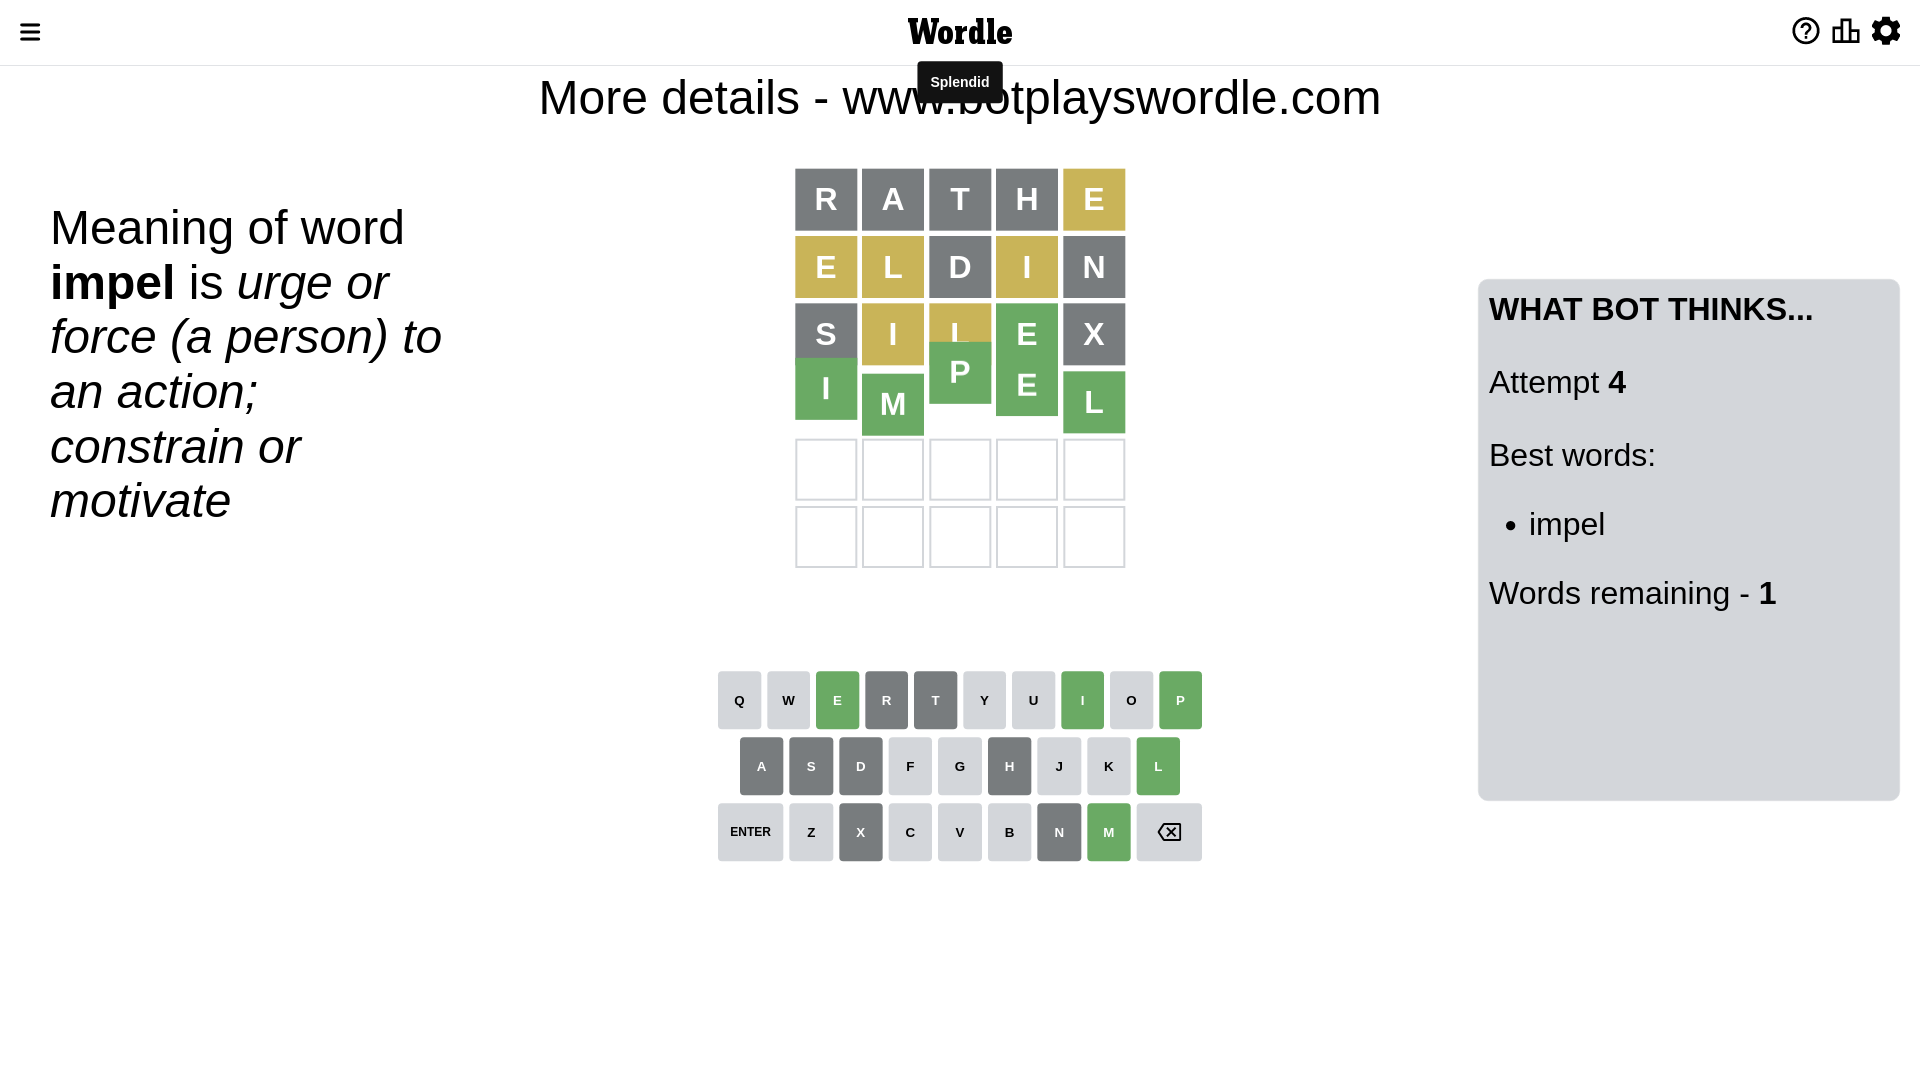 Wordle
Splendid
More details - www.botplayswordle.com
Meaning of word
impel is urge or
force (a person) to
an action;
constrain or
motivate
R A T H E
E L D I N
S I L E X
I M P E L
WHAT BOT THINKS...
Attempt 4
Best words:
• impel
Words remaining - 1
Q W E R T Y U I O P
A S D F G H J K L
ENTER Z X C V B N M